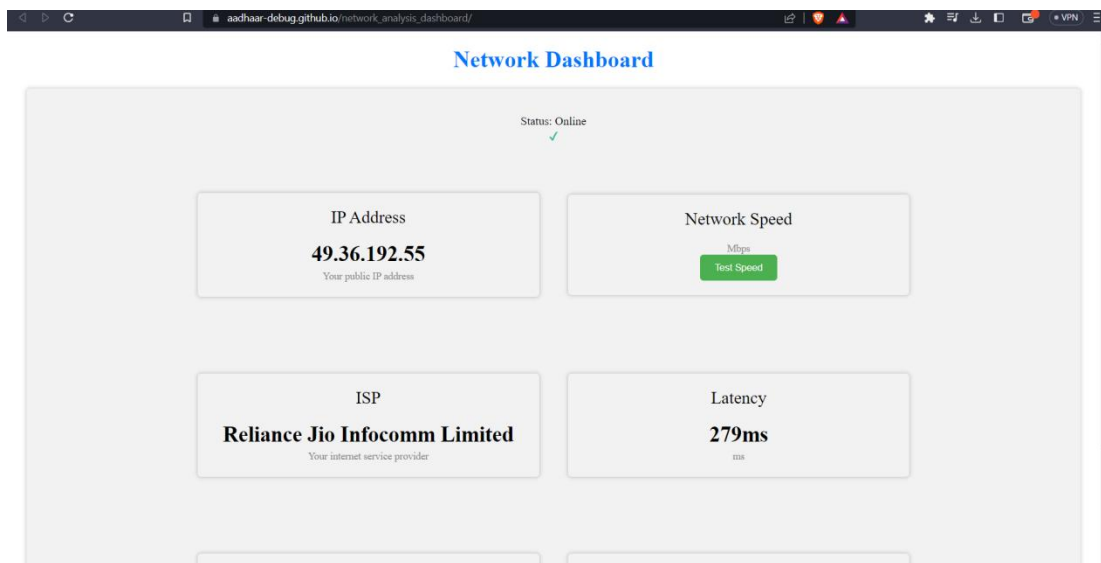 aadhaar-debug.github.io/network_analysis_dashboard/
VPN
Network Dashboard
Status: Online
IP Address
49.36.192.55
Your public IP address
Network Speed
Mbps
Test Speed
ISP
Reliance Jio Infocomm Limited
Your internet service provider
Latency
279ms
ms